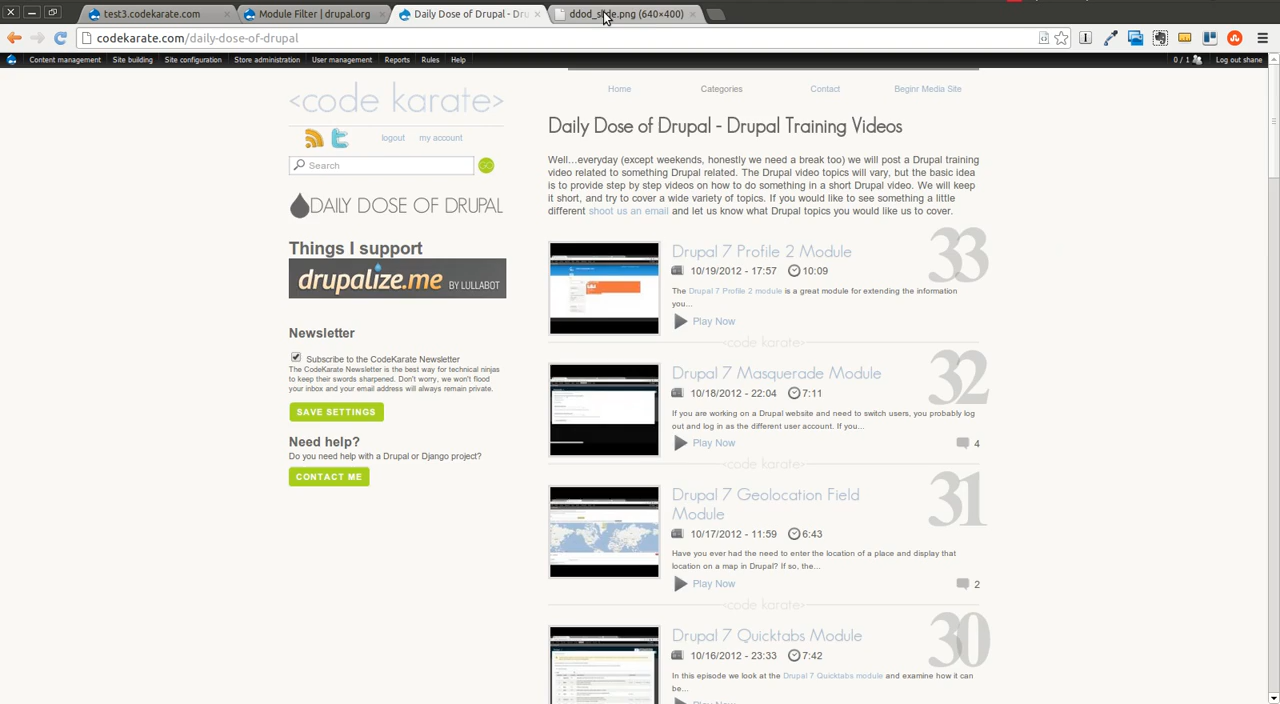 test3.codekarate.com
Module Filter | drupal.org
Daily Dose of Drupal - Dru
ddod_slide.png (640×400)
codekarate.com/daily-dose-of-drupal
Content management Site building Site configuration Store administration User management Reports Rules Help
0 / 1
Log out shane
<code karate>
Home Categories Contact Beginr Media Site
logout my account
Search
GO
DAILY DOSE OF DRUPAL
Things I support
drupalize.me BY LULLABOT
Newsletter
Subscribe to the CodeKarate Newsletter
The CodeKarate Newsletter is the best way for technical ninjas
to keep their swords sharpened. Don't worry, we won't flood
your inbox and your email address will always remain private.
SAVE SETTINGS
Need help?
Do you need help with a Drupal or Django project?
CONTACT ME
Daily Dose of Drupal - Drupal Training Videos
Well...everyday (except weekends, honestly we need a break too) we will post a Drupal training
video related to something Drupal related. The Drupal video topics will vary, but the basic idea
is to provide step by step videos on how to do something in a short Drupal video. We will keep
it short, and try to cover a wide variety of topics. If you would like to see something a little
different shoot us an email and let us know what Drupal topics you would like us to cover.
Drupal 7 Profile 2 Module
33
10/19/2012 - 17:57 10:09
The Drupal 7 Profile 2 module is a great module for extending the information
you...
Play Now
<code karate>
Drupal 7 Masquerade Module
32
10/18/2012 - 22:04 7:11
If you are working on a Drupal website and need to switch users, you probably log
out and log in as the different user account. If you...
Play Now
4
<code karate>
Drupal 7 Geolocation Field
Module
31
10/17/2012 - 11:59 6:43
Have you ever had the need to enter the location of a place and display that
location on a map in Drupal? If so, the...
Play Now
2
<code karate>
Drupal 7 Quicktabs Module
30
10/16/2012 - 23:33 7:42
In this episode we look at the Drupal 7 Quicktabs module and examine how it can
be...
Play Now